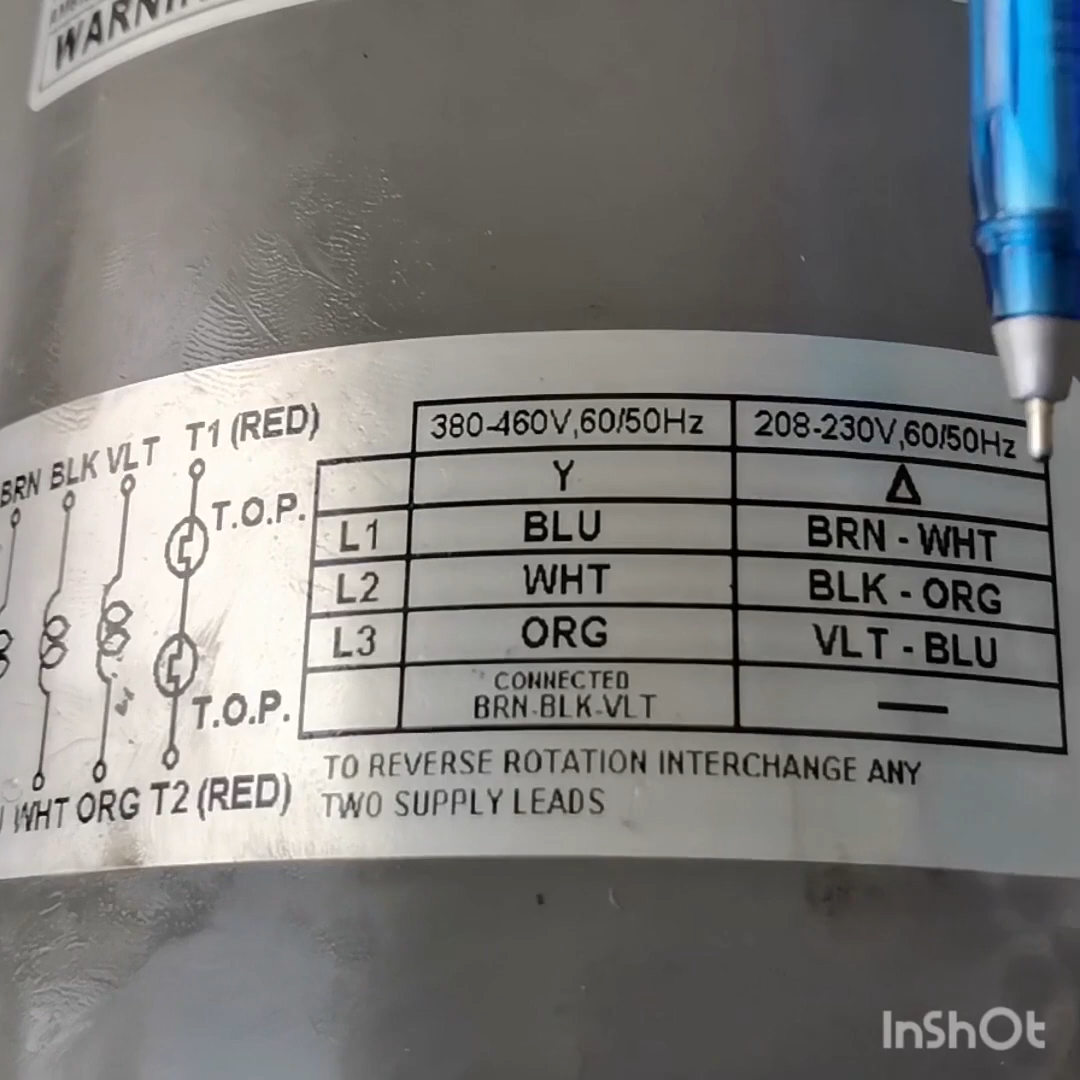 WARNI
BRN BLK VLT T1 (RED)
T.O.P.
T.O.P.
WHT ORG T2 (RED)
380-460V,60/50Hz 208-230V,60/50Hz
Y Δ
L1 BLU BRN - WHT
L2 WHT BLK - ORG
L3 ORG VLT - BLU
CONNECTED
BRN-BLK-VLT —
TO REVERSE ROTATION INTERCHANGE ANY
TWO SUPPLY LEADS
InShOt